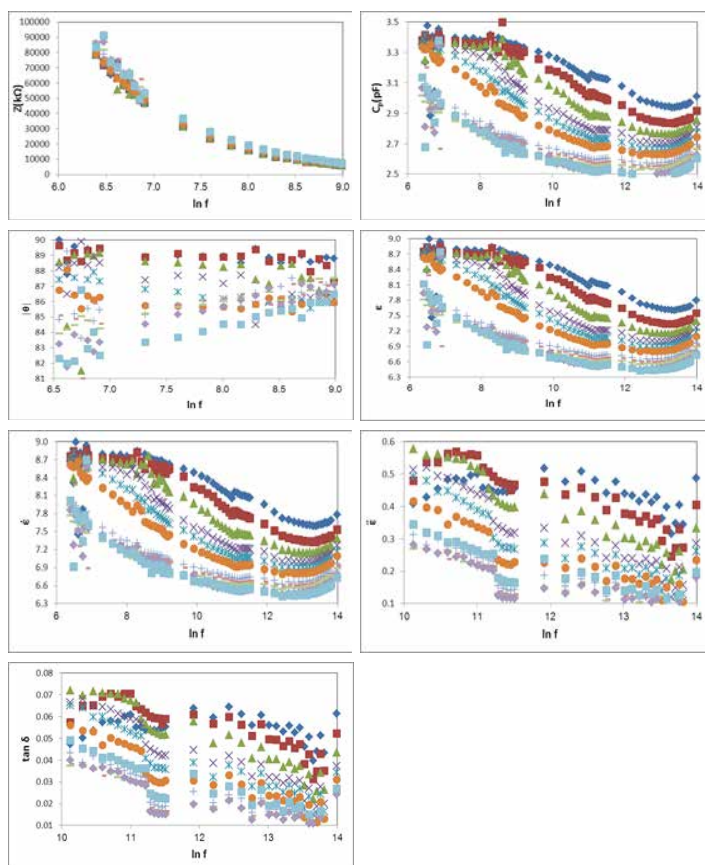 100000
90000
80000
70000
60000
50000
40000
30000
20000
10000
0
Z(kΩ)
6.0 6.5 7.0 7.5 8.0 8.5 9.0
ln f
3.5
3.3
3.1
2.9
2.7
2.5
Cₚ(pF)
6 8 10 12 14
ln f
90
89
88
87
86
85
84
83
82
81
|θ|
6.5 7.0 7.5 8.0 8.5 9.0
ln f
9.0
8.7
8.4
8.1
7.8
7.5
7.2
6.9
6.6
6.3
ε
6 8 10 12 14
ln f
9.0
8.7
8.4
8.1
7.8
7.5
7.2
6.9
6.6
6.3
έ
6 8 10 12 14
ln f
0.6
0.5
0.4
0.3
0.2
0.1
ε̈
10 11 12 13 14
ln f
0.08
0.07
0.06
0.05
0.04
0.03
0.02
0.01
tan δ
10 11 12 13 14
ln f